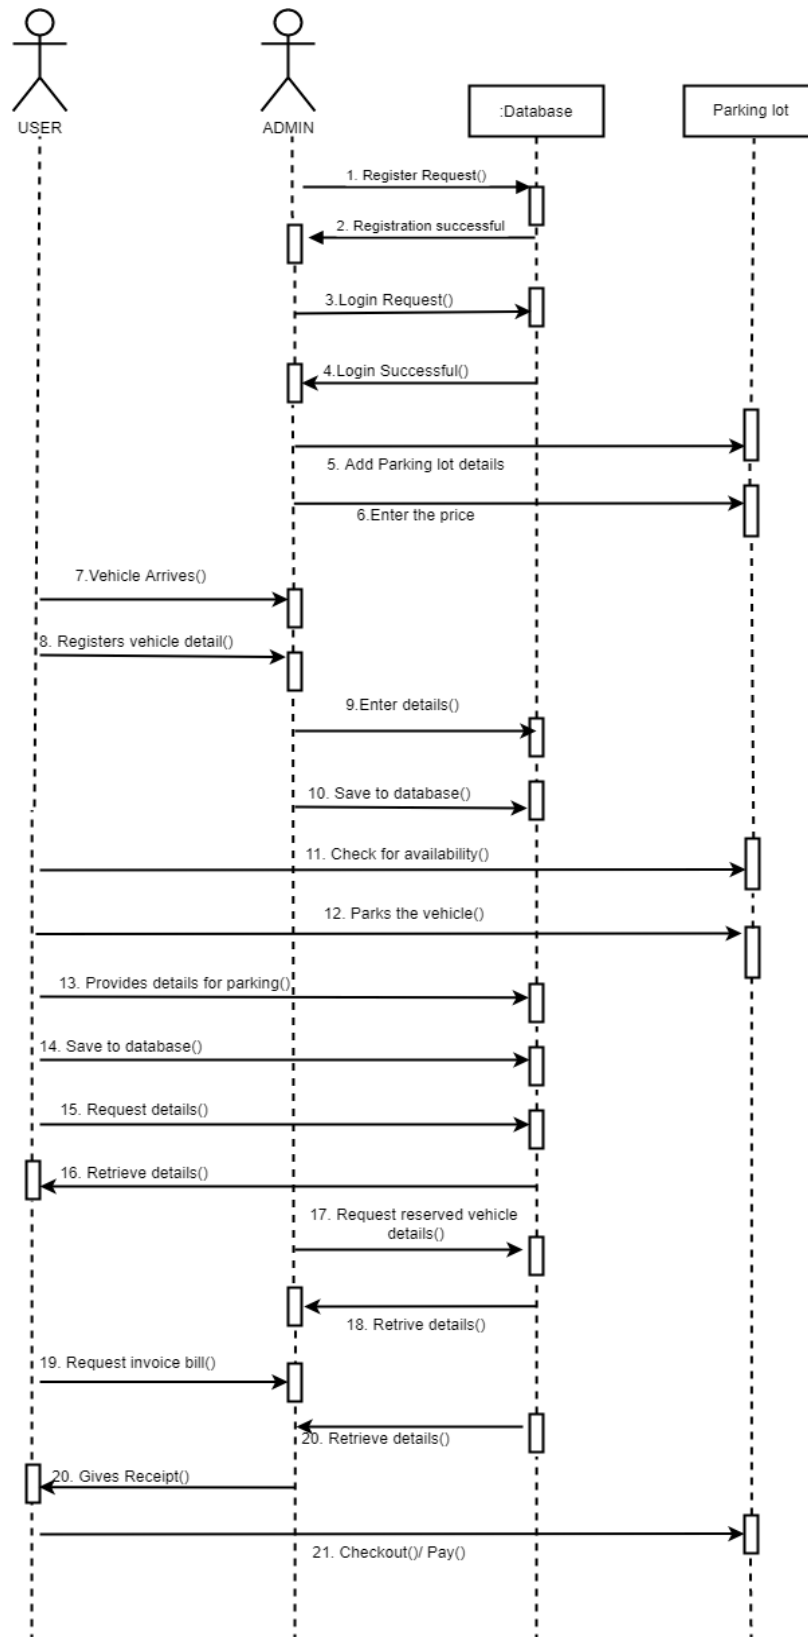 USER
ADMIN
:Database
Parking lot
1. Register Request()
2. Registration successful
3.Login Request()
4.Login Successful()
5. Add Parking lot details
6.Enter the price
7.Vehicle Arrives()
8. Registers vehicle detail()
9.Enter details()
10. Save to database()
11. Check for availability()
12. Parks the vehicle()
13. Provides details for parking()
14. Save to database()
15. Request details()
16. Retrieve details()
17. Request reserved vehicle
details()
18. Retrive details()
19. Request invoice bill()
20. Retrieve details()
20. Gives Receipt()
21. Checkout()/ Pay()